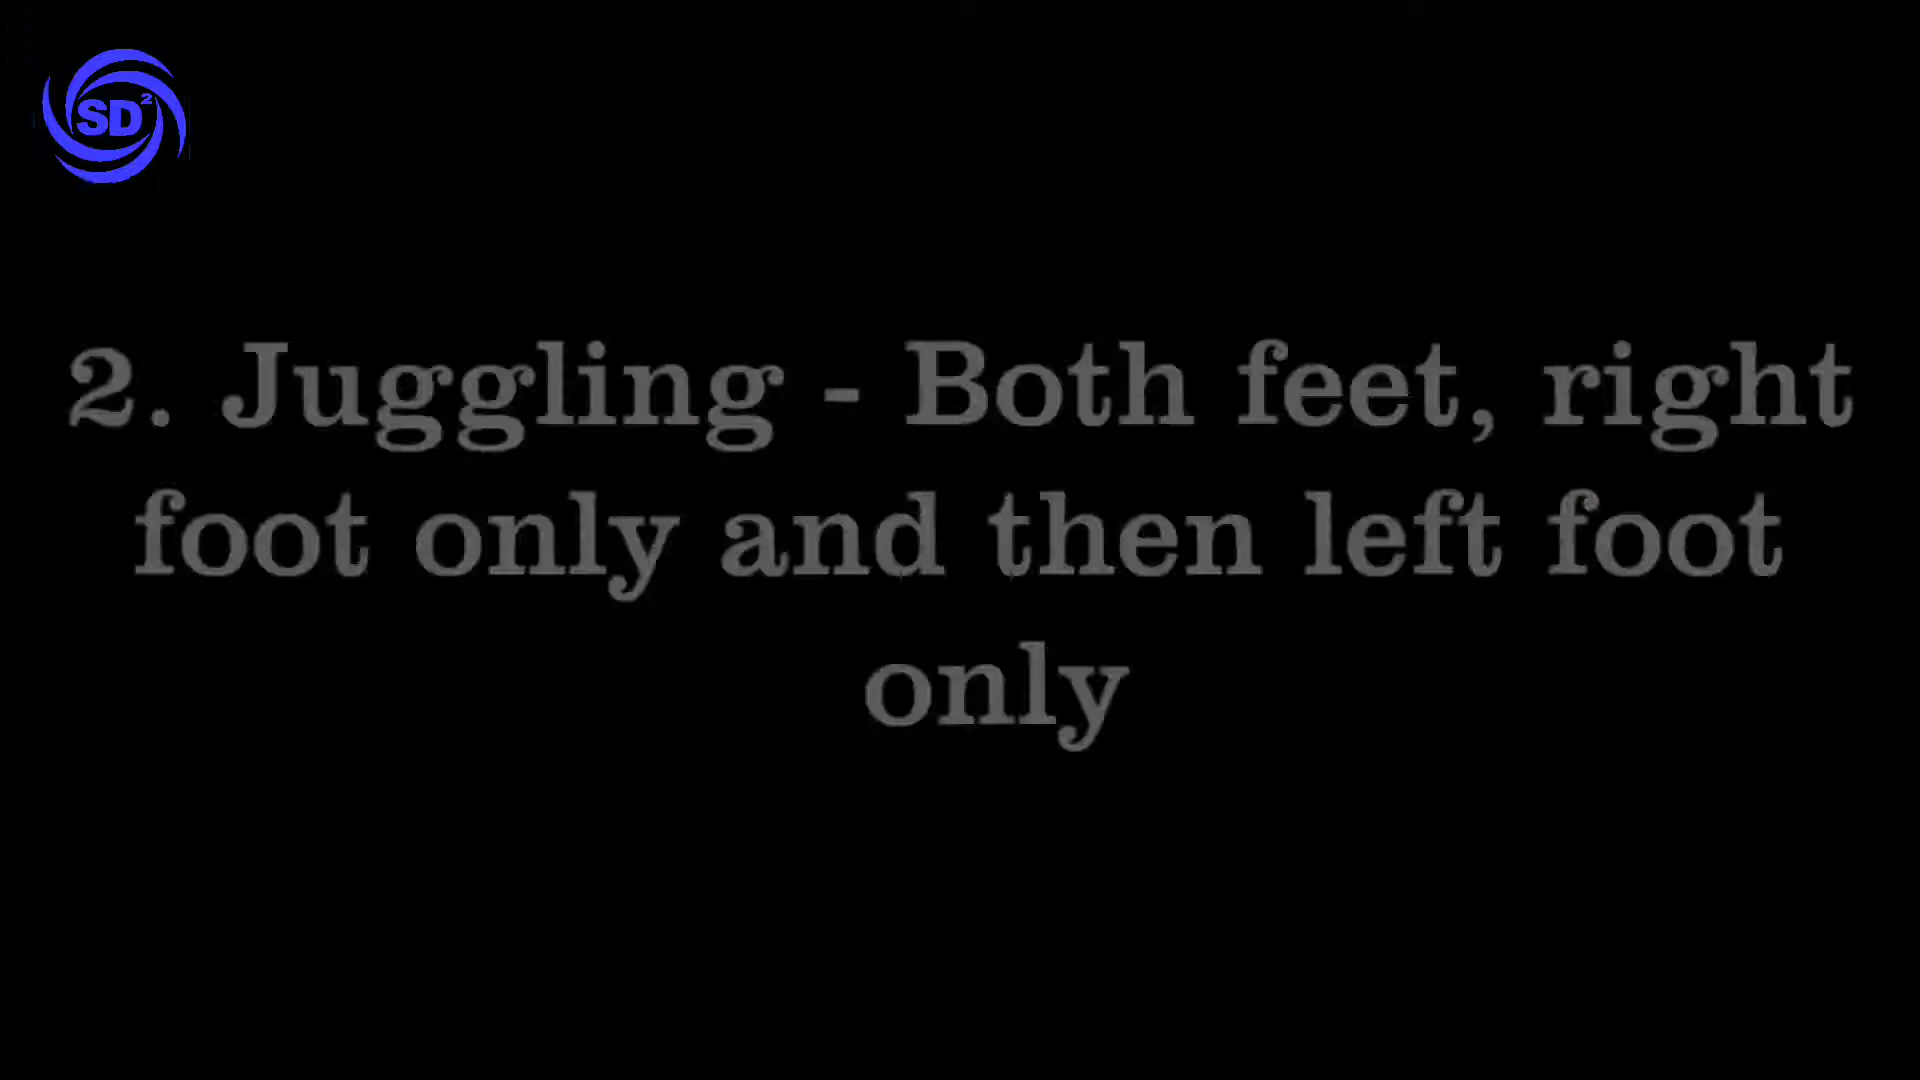 SD²
2. Juggling - Both feet, right
foot only and then left foot
only